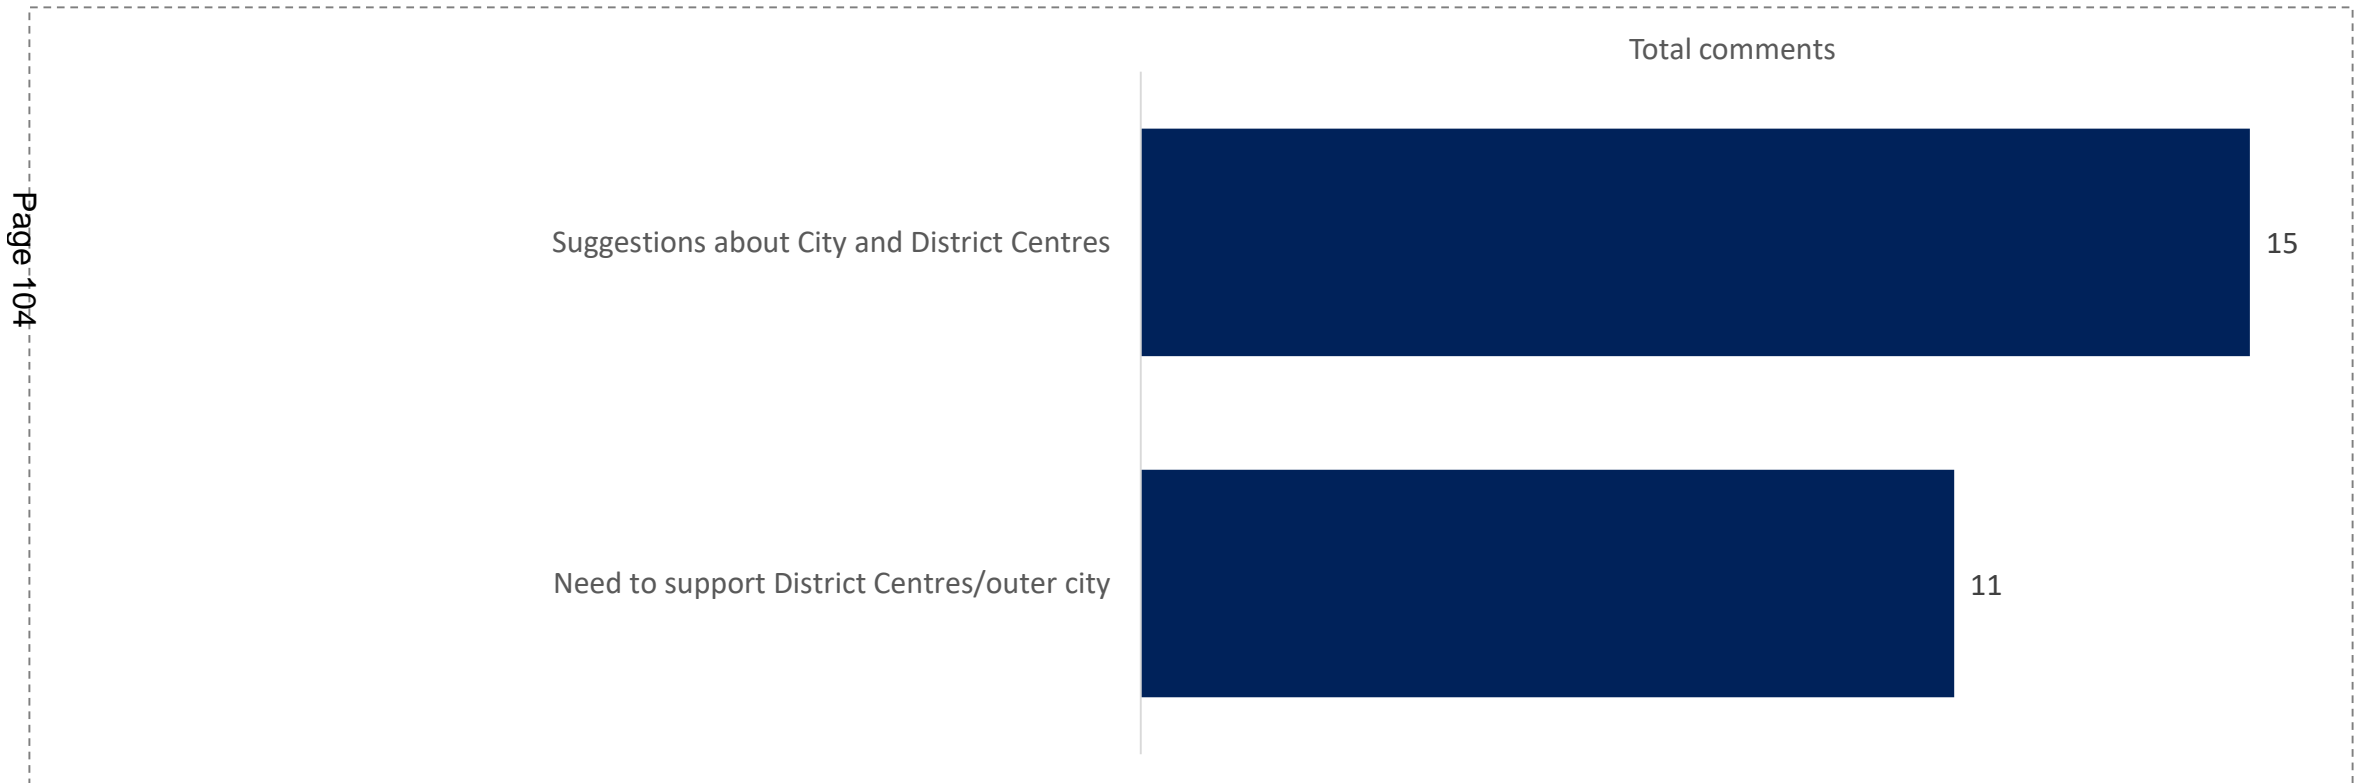 Total comments
Suggestions about City and District Centres
15
Need to support District Centres/outer city
11
Page 104